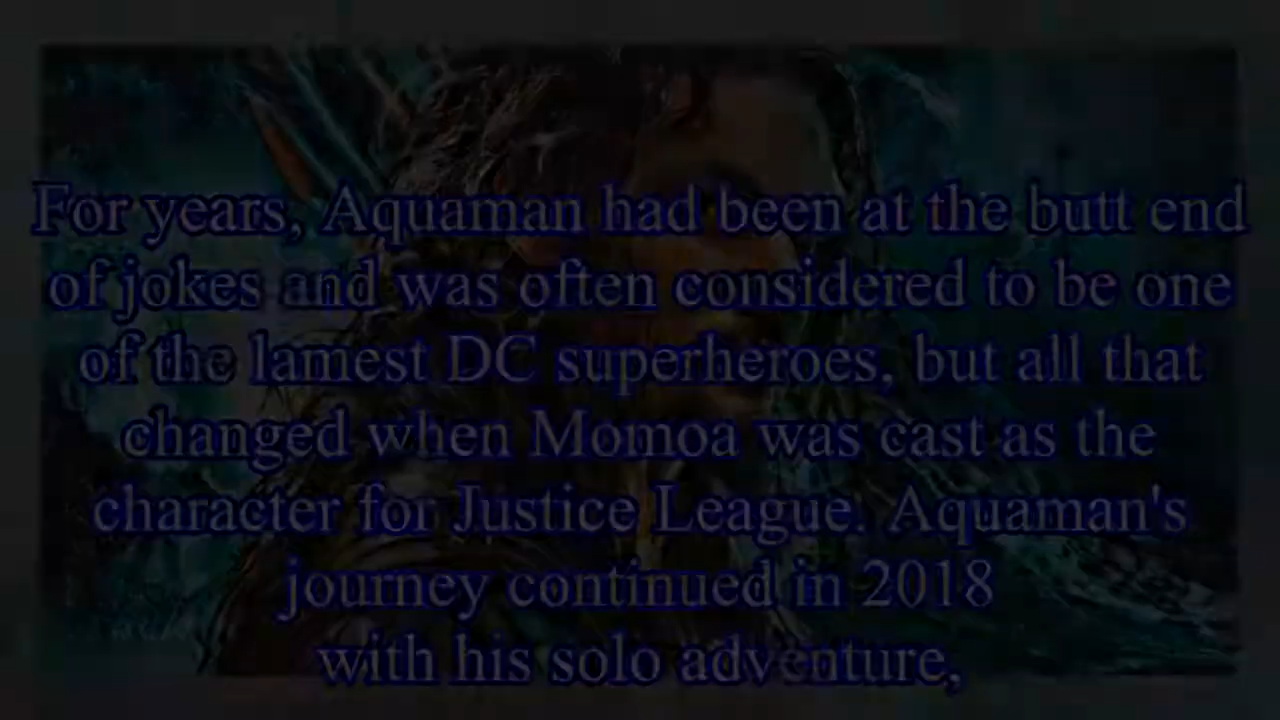 For years, Aquaman had been at the butt end
of jokes and was often considered to be one
of the lamest DC superheroes, but all that
changed when Momoa was cast as the
character for Justice League. Aquaman's
journey continued in 2018
with his solo adventure,